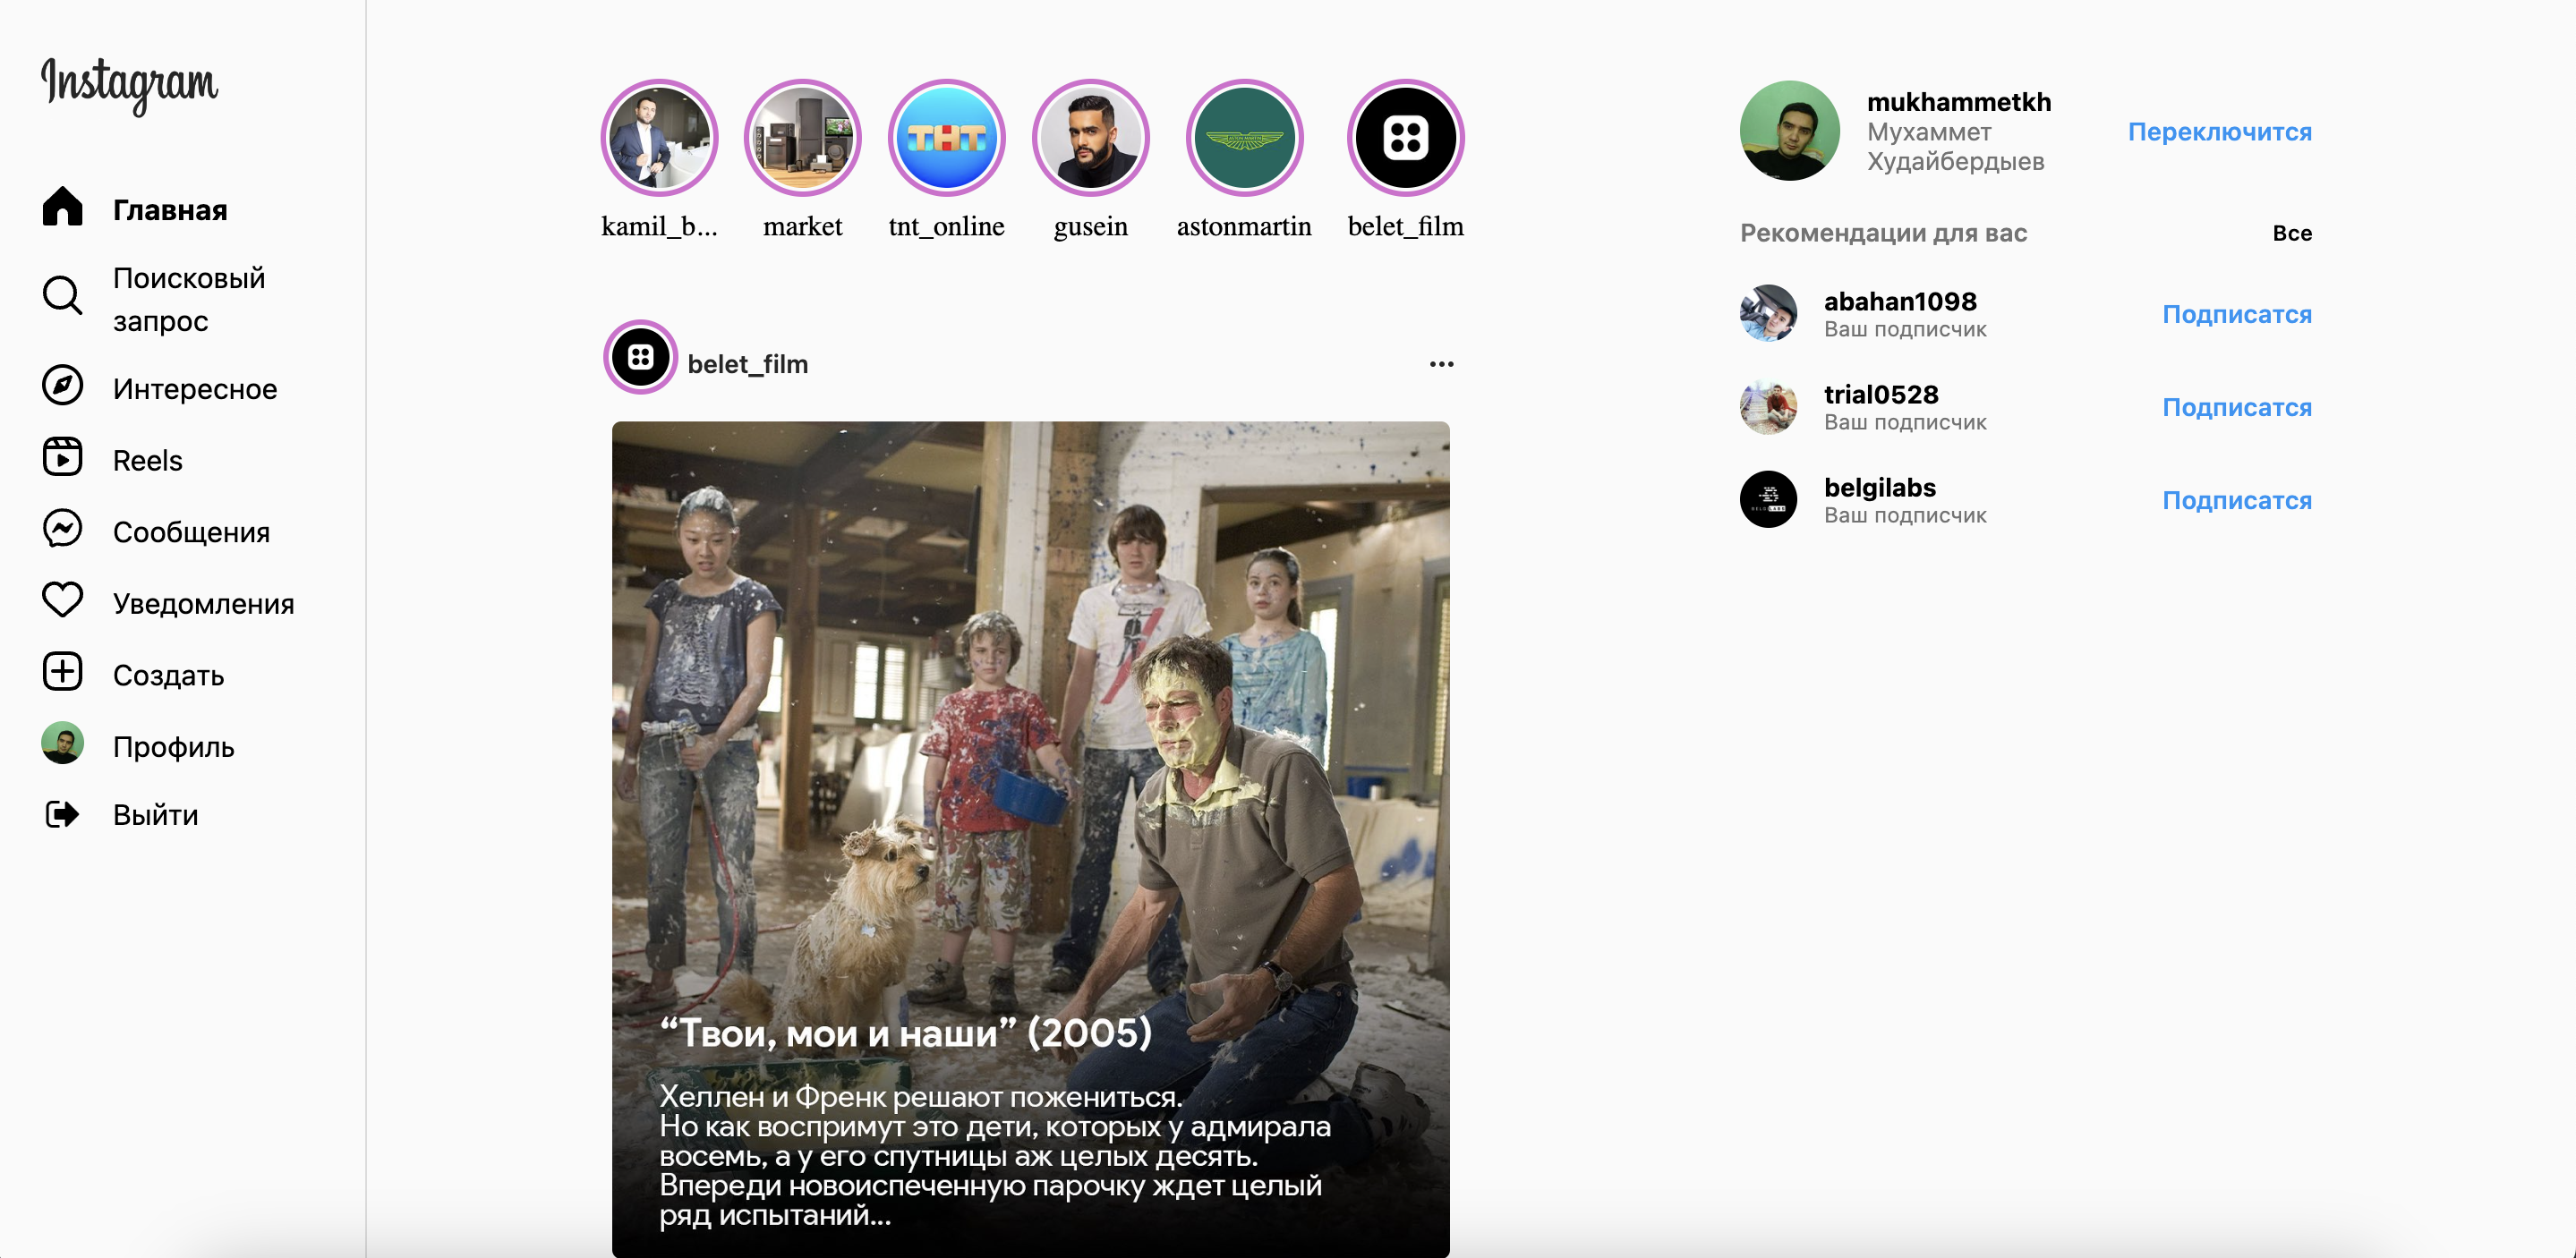 Instagram
Главная
Поисковый
запрос
Интересное
Reels
Сообщения
Уведомления
Создать
Профиль
Выйти
THT
ASTON MARTIN
kamil_b...
market
tnt_online
gusein
astonmartin
belet_film
belet_film
“Твои, мои и наши” (2005)
Хеллен и Френк решают пожениться.
Но как воспримут это дети, которых у адмирала
восемь, а у его спутницы аж целых десять.
Впереди новоиспеченную парочку ждет целый
ряд испытаний...
mukhammetkh
Мухаммет
Худайбердыев
Переключится
Рекомендации для вас
Все
abahan1098
Ваш подписчик
Подписатся
trial0528
Ваш подписчик
Подписатся
belgilabs
Ваш подписчик
Подписатся